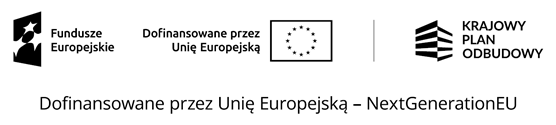 Fundusze
Europejskie
Dofinansowane przez
Unię Europejską
KRAJOWY
PLAN
ODBUDOWY
Dofinansowane przez Unię Europejską – NextGenerationEU